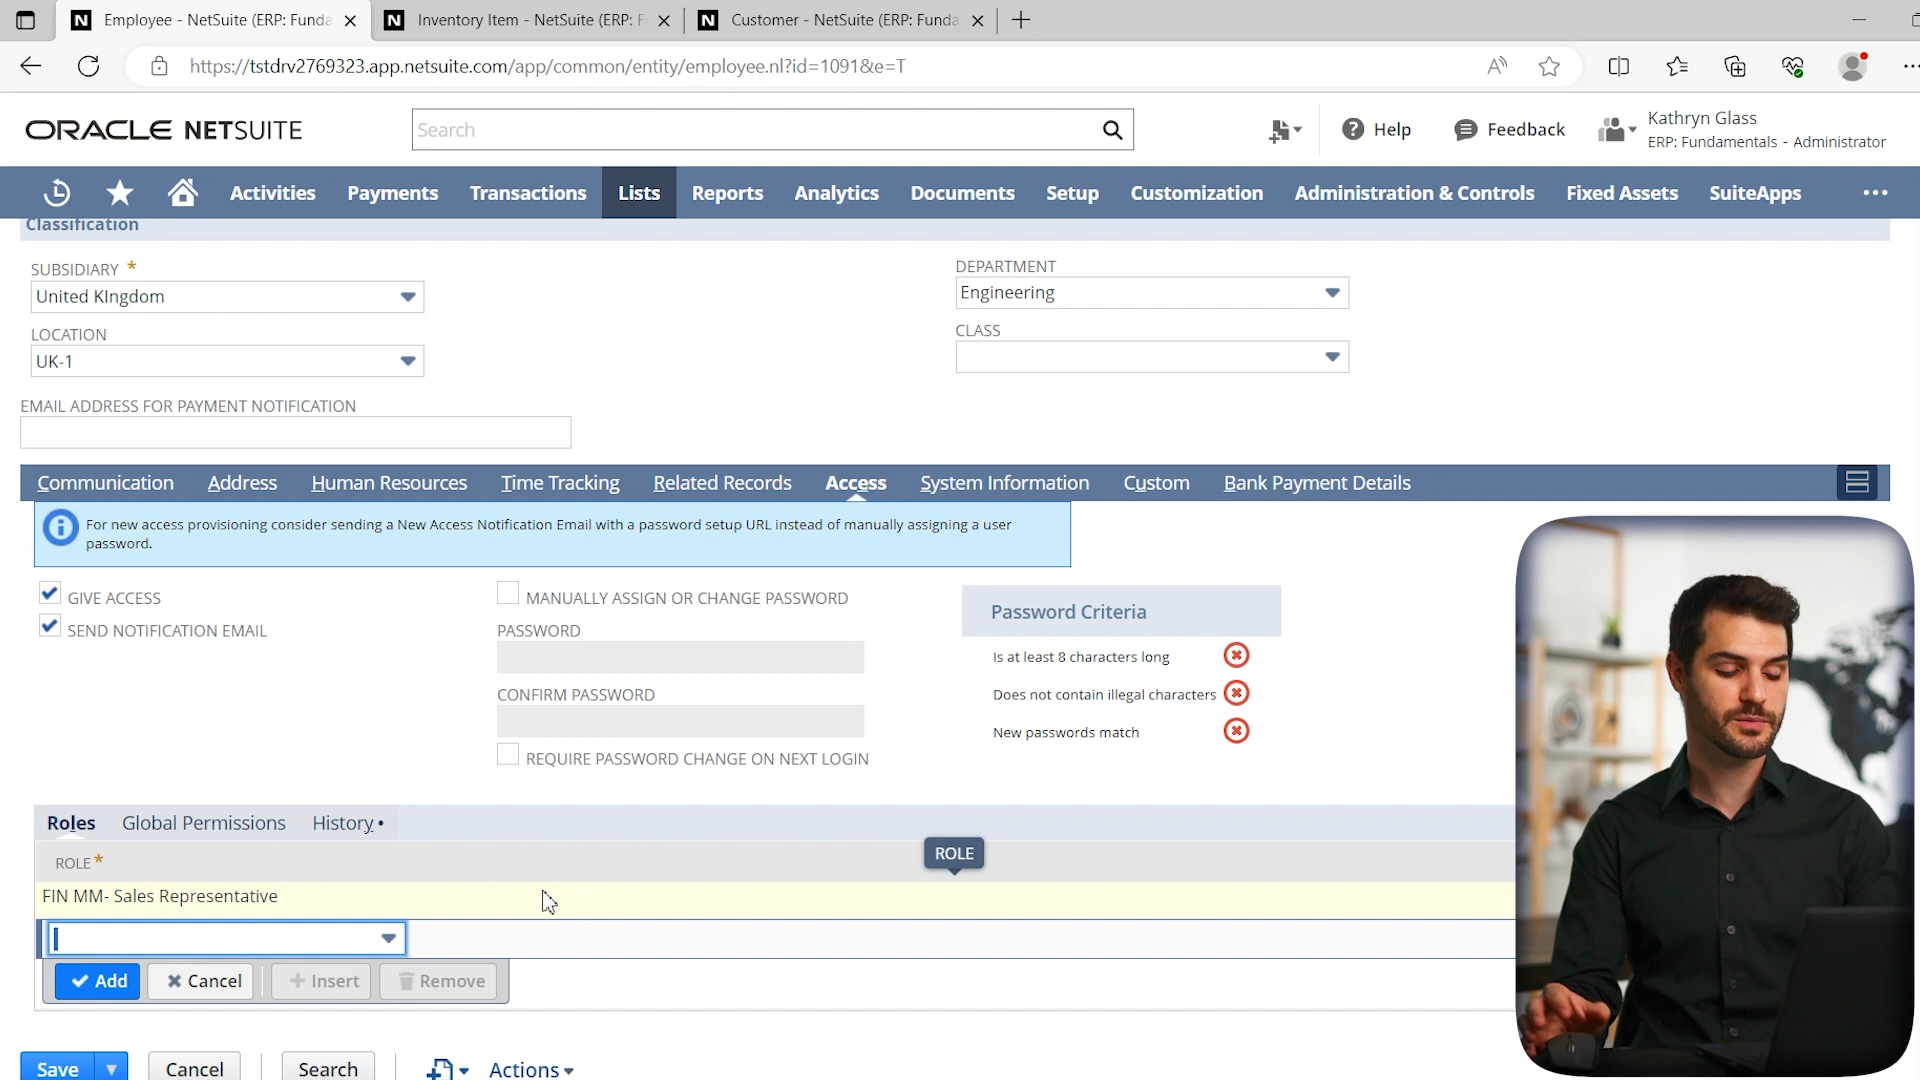 Employee - NetSuite (ERP: Funda
Inventory Item - NetSuite (ERP: F
Customer - NetSuite (ERP: Funda
https://tstdrv2769323.app.netsuite.com/app/common/entity/employee.nl?id=1091&e=T
ORACLE NETSUITE
Search
Help
Feedback
Kathryn Glass
ERP: Fundamentals - Administrator
Activities
Payments
Transactions
Lists
Reports
Analytics
Documents
Setup
Customization
Administration & Controls
Fixed Assets
SuiteApps
Classification
SUBSIDIARY *
United KIngdom
DEPARTMENT
Engineering
LOCATION
UK-1
CLASS
EMAIL ADDRESS FOR PAYMENT NOTIFICATION
Communication
Address
Human Resources
Time Tracking
Related Records
Access
System Information
Custom
Bank Payment Details
For new access provisioning consider sending a New Access Notification Email with a password setup URL instead of manually assigning a user
password.
GIVE ACCESS
SEND NOTIFICATION EMAIL
MANUALLY ASSIGN OR CHANGE PASSWORD
PASSWORD
CONFIRM PASSWORD
REQUIRE PASSWORD CHANGE ON NEXT LOGIN
Password Criteria
Is at least 8 characters long
Does not contain illegal characters
New passwords match
Roles
Global Permissions
History •
ROLE *
ROLE
FIN MM- Sales Representative
Add
Cancel
Insert
Remove
Save
Cancel
Search
Actions